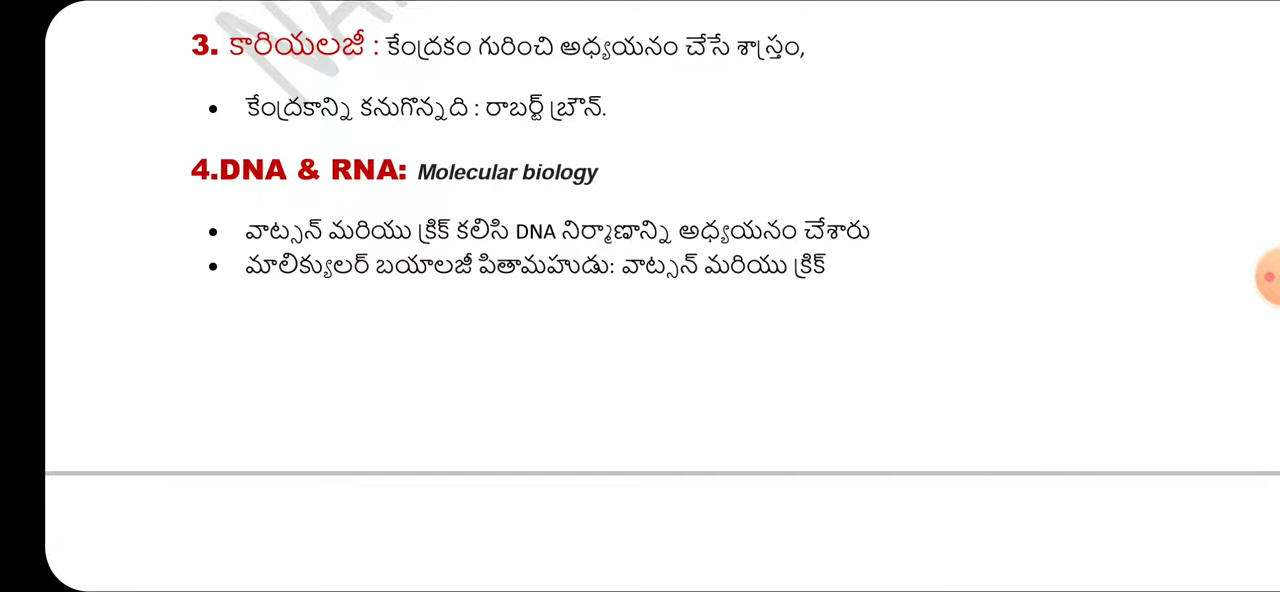 3. కారియలజీ : కేంద్రకం గురించి అధ్యయనం చేసే శాస్త్రం,
• కేంద్రకాన్ని కనుగొన్నది : రాబర్ట్ బ్రౌన్.
4.DNA & RNA: Molecular biology
• వాట్సన్ మరియు క్రిక్ కలిసి DNA నిర్మాణాన్ని అధ్యయనం చేశారు
• మాలిక్యులర్ బయాలజీ పితామహుడు: వాట్సన్ మరియు క్రిక్